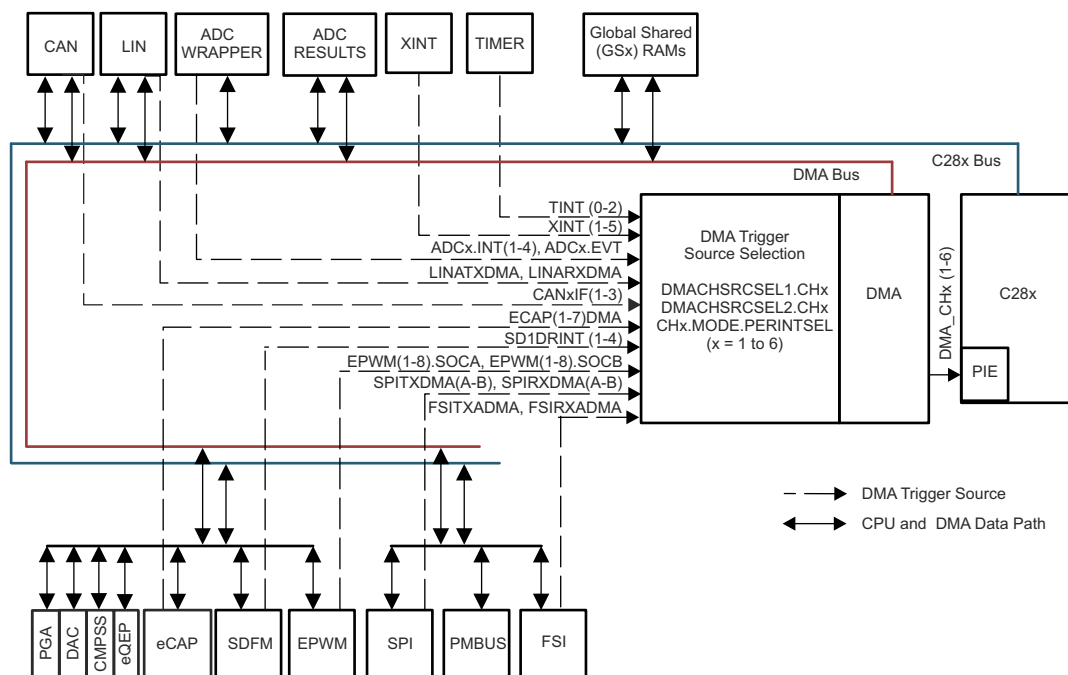 CAN
LIN
ADC
WRAPPER
ADC
RESULTS
XINT
TIMER
Global Shared
(GSx) RAMs
C28x Bus
DMA Bus
TINT (0-2)
XINT (1-5)
ADCx.INT(1-4), ADCx.EVT
LINATXDMA, LINARXDMA
CANxIF(1-3)
ECAP(1-7)DMA
SD1DRINT (1-4)
EPWM(1-8).SOCA, EPWM(1-8).SOCB
SPITXDMA(A-B), SPIRXDMA(A-B)
FSITXADMA, FSIRXADMA
DMA Trigger
Source Selection
DMACHSRCSEL1.CHx
DMACHSRCSEL2.CHx
CHx.MODE.PERINTSEL
(x = 1 to 6)
DMA
DMA_CHx (1-6)
C28x
PIE
DMA Trigger Source
CPU and DMA Data Path
PGA
DAC
CMPSS
eQEP
eCAP
SDFM
EPWM
SPI
PMBUS
FSI